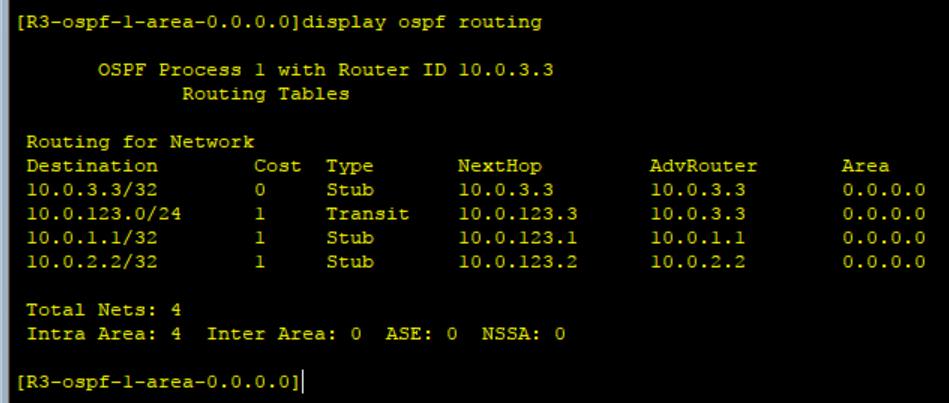 [R3-ospf-1-area-0.0.0.0]display ospf routing
OSPF Process 1 with Router ID 10.0.3.3
Routing Tables
Routing for Network
Destination Cost Type NextHop AdvRouter Area
10.0.3.3/32 0 Stub 10.0.3.3 10.0.3.3 0.0.0.0
10.0.123.0/24 1 Transit 10.0.123.3 10.0.3.3 0.0.0.0
10.0.1.1/32 1 Stub 10.0.123.1 10.0.1.1 0.0.0.0
10.0.2.2/32 1 Stub 10.0.123.2 10.0.2.2 0.0.0.0
Total Nets: 4
Intra Area: 4 Inter Area: 0 ASE: 0 NSSA: 0
[R3-ospf-1-area-0.0.0.0]